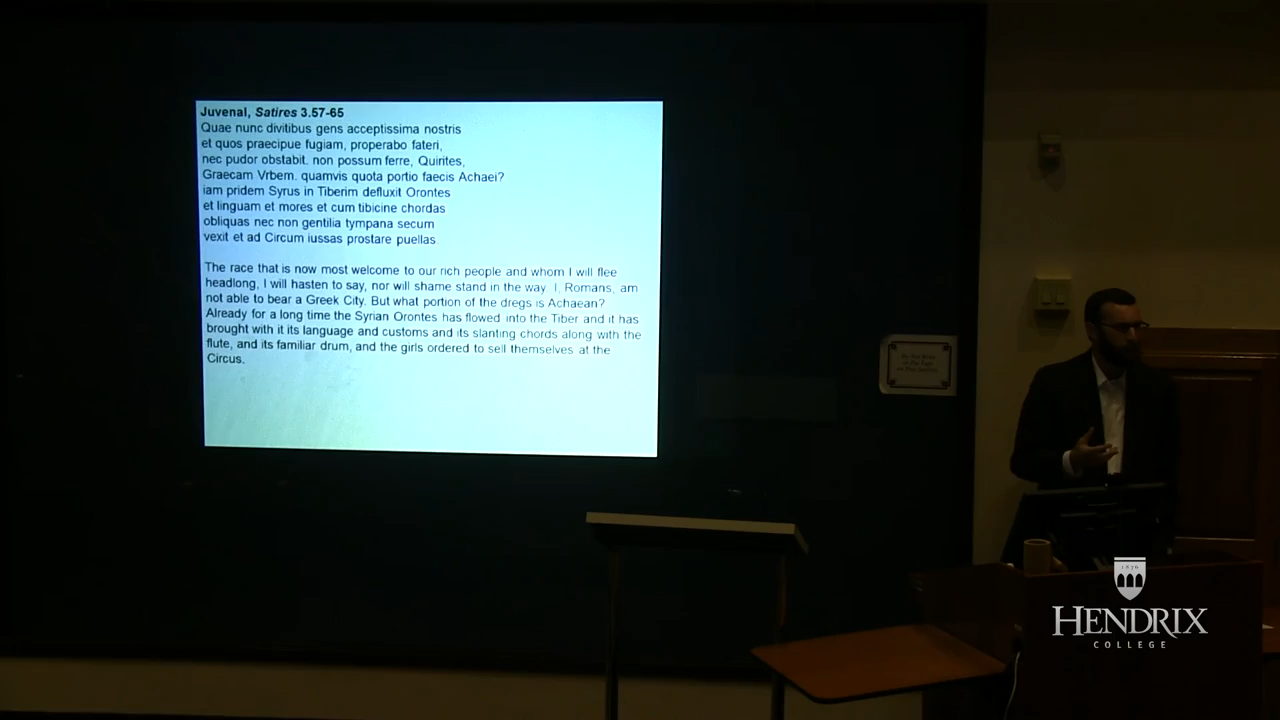 Juvenal, Satires 3.57-65
Quae nunc divitibus gens acceptissima nostris
et quos praecipue fugiam, properabo fateri,
nec pudor obstabit. non possum ferre, Quirites,
Graecam Vrbem. quamvis quota portio faecis Achaei?
iam pridem Syrus in Tiberim defluxit Orontes
et linguam et mores et cum tibicine chordas
obliquas nec non gentilia tympana secum
vexit et ad Circum iussas prostare puellas.
The race that is now most welcome to our rich people and whom I will flee
headlong, I will hasten to say, nor will shame stand in the way. I, Romans, am
not able to bear a Greek City. But what portion of the dregs is Achaean?
Already for a long time the Syrian Orontes has flowed into the Tiber and it has
brought with it its language and customs and its slanting chords along with the
flute, and its familiar drum, and the girls ordered to sell themselves at the
Circus.
1876
HENDRIX
COLLEGE